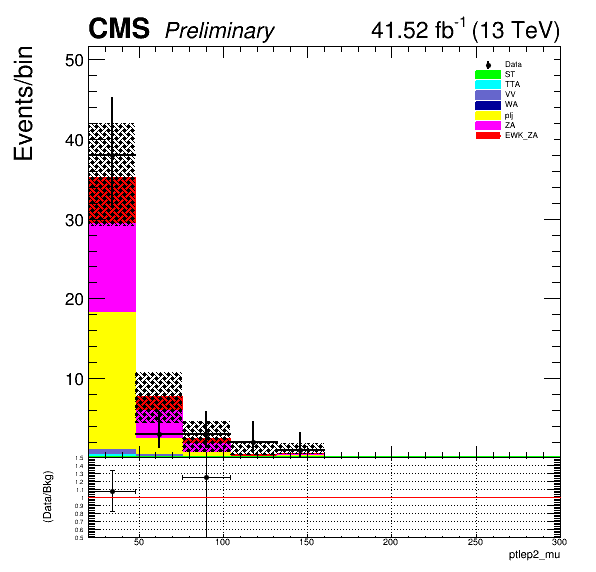 CMS Preliminary 41.52 fb⁻¹ (13 TeV)
Events/bin
50
40
30
20
10
Data
ST
TTA
VV
WA
plj
ZA
EWK_ZA
(Data/Bkg)
1.5
1.4
1.3
1.2
1.1
1
0.9
0.8
0.7
0.6
0.5
50 100 150 200 250 300
ptlep2_mu